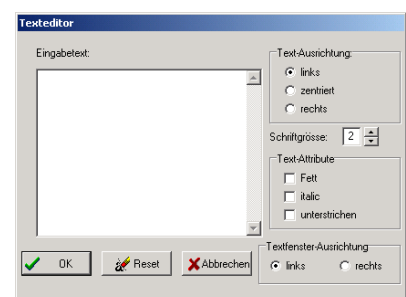 Texteditor
Eingabetext:
Text-Ausrichtung:
links
zentriert
rechts
Schriftgrösse: 2
Text-Attribute
Fett
italic
unterstrichen
Textfenster-Ausrichtung
links rechts
OK Reset Abbrechen